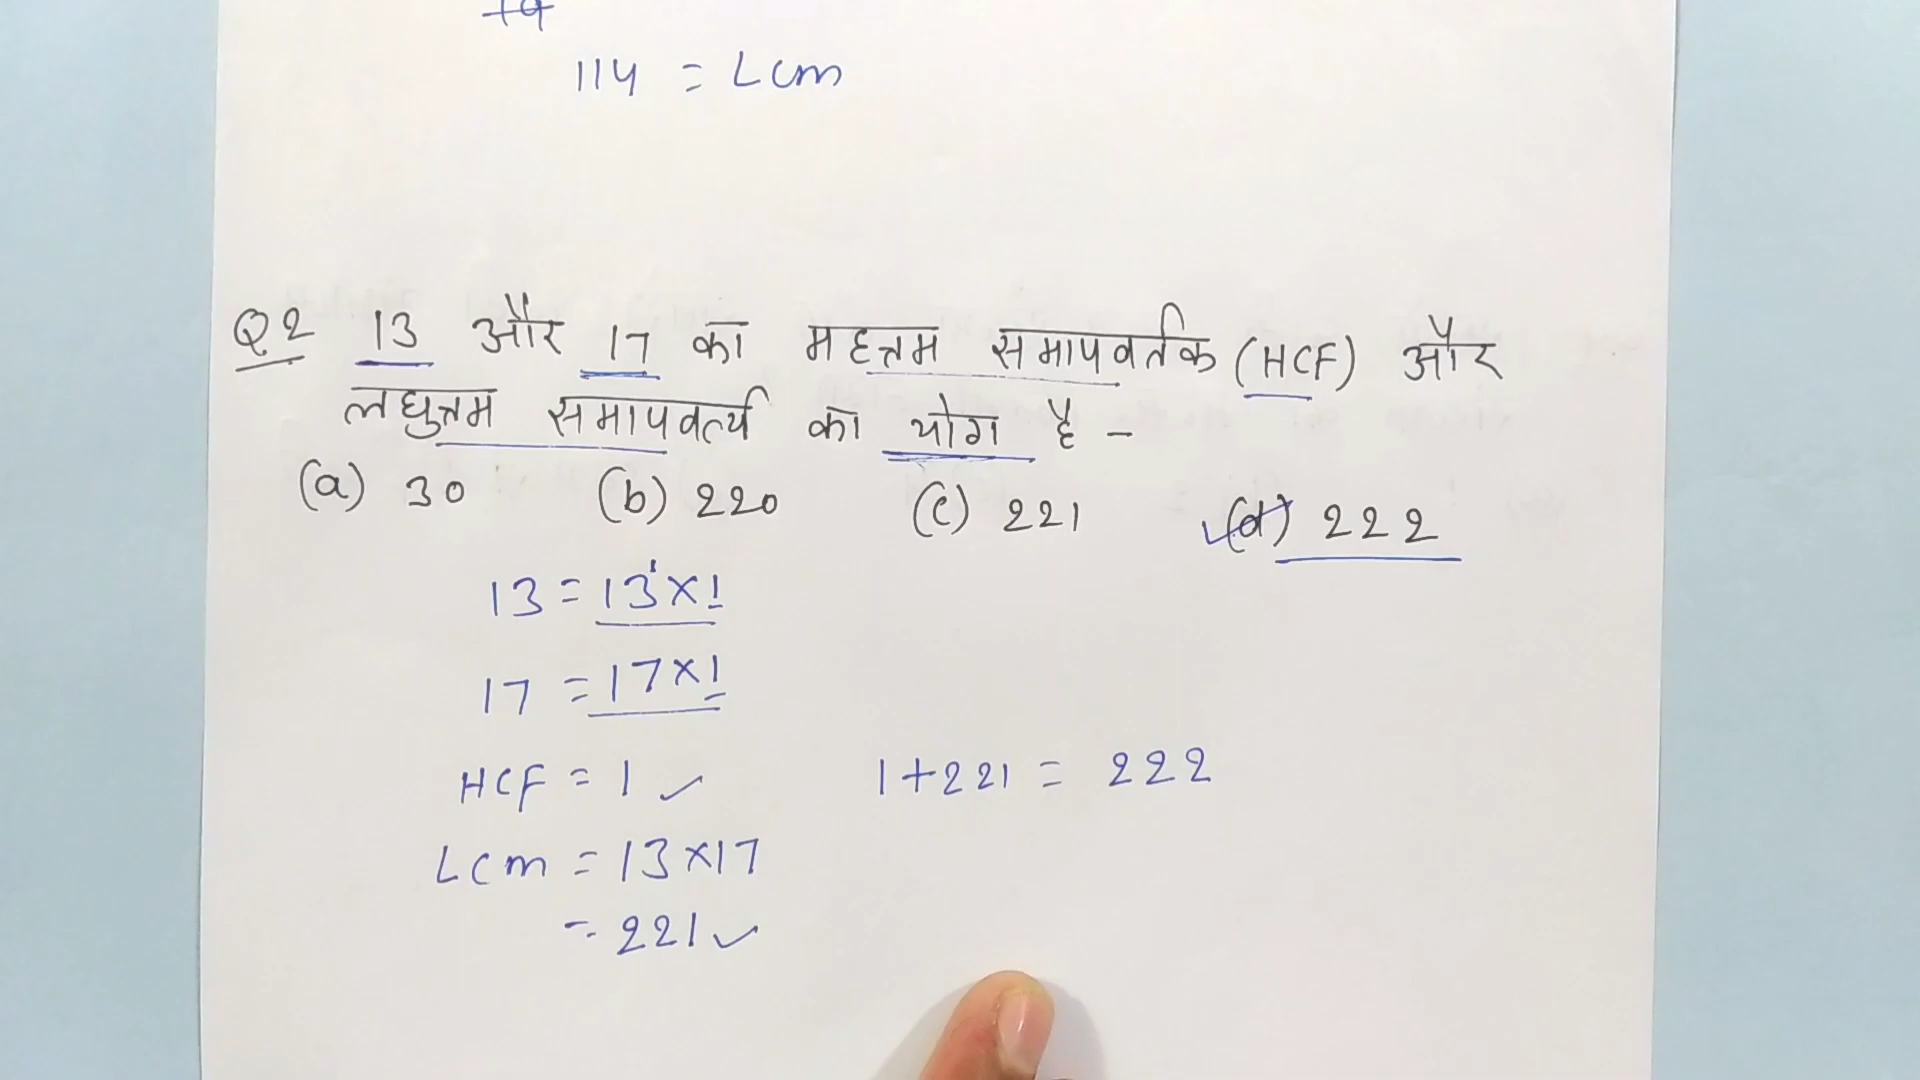 114 = Lcm
Q2 13 और 17 का महत्तम समापवर्तक (HCF) और
लघुत्तम समापवर्त्य का योग है -
(a) 30 (b) 220 (c) 221 (d) 222
13 = 13 × 1
17 = 17 × 1
HCF = 1 ✓ 1 + 221 = 222
Lcm = 13 × 17
= 221 ✓